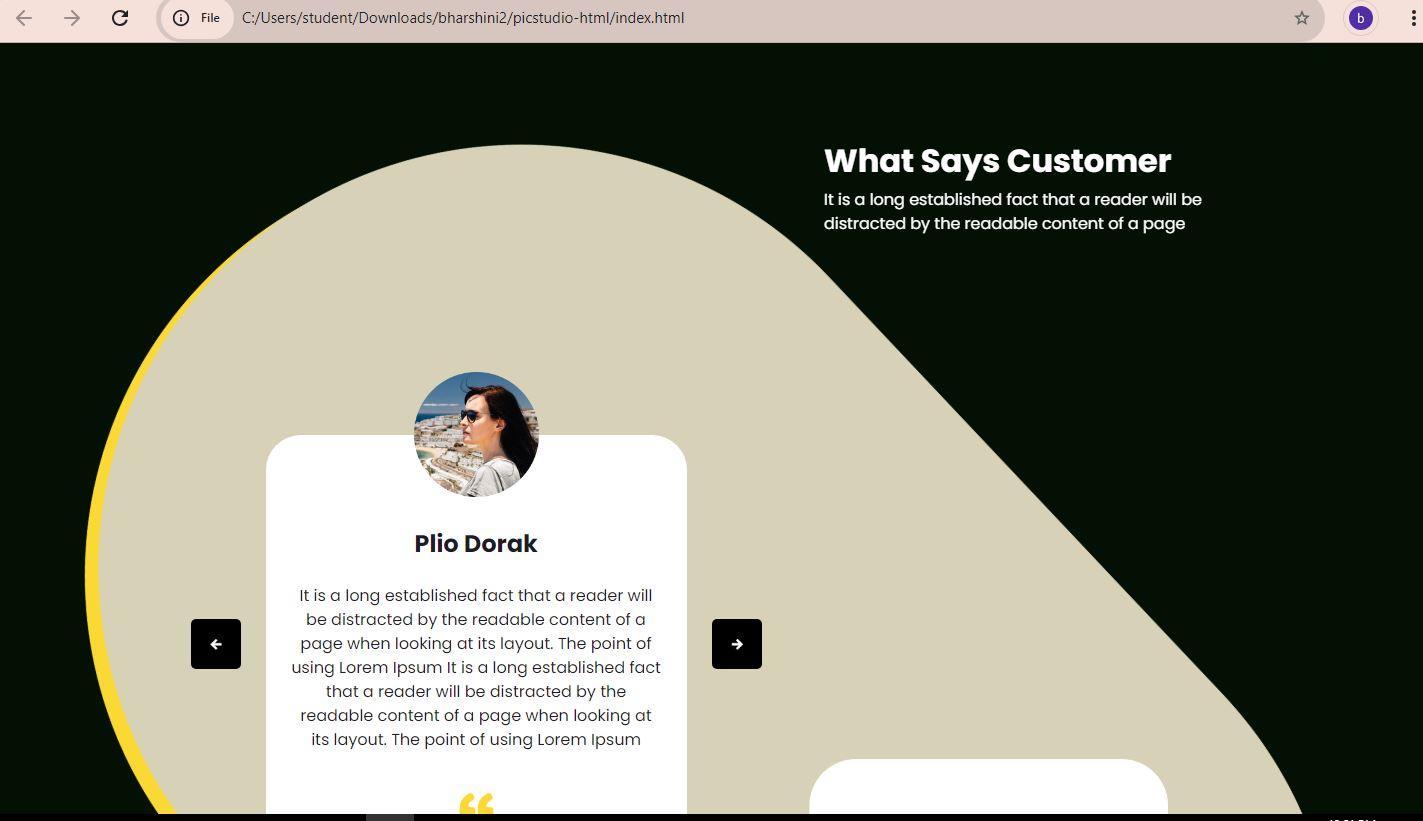 File
C:/Users/student/Downloads/bharshini2/picstudio-html/index.html
b
What Says Customer
It is a long established fact that a reader will be
distracted by the readable content of a page
Plio Dorak
It is a long established fact that a reader will
be distracted by the readable content of a
page when looking at its layout. The point of
using Lorem Ipsum It is a long established fact
that a reader will be distracted by the
readable content of a page when looking at
its layout. The point of using Lorem Ipsum
“